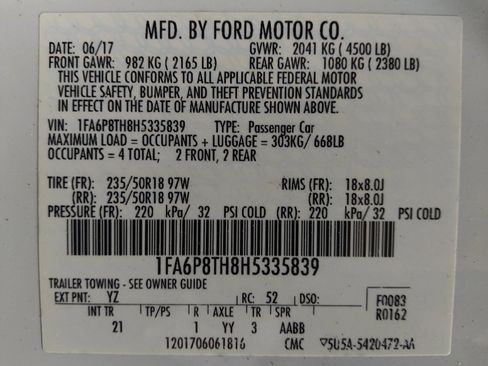 MFD. BY FORD MOTOR CO.
DATE: 06/17 GVWR: 2041 KG (4500 LB)
FRONT GAWR: 982 KG (2165 LB) REAR GAWR: 1080 KG (2380 LB)
THIS VEHICLE CONFORMS TO ALL APPLICABLE FEDERAL MOTOR
VEHICLE SAFETY, BUMPER, AND THEFT PREVENTION STANDARDS
IN EFFECT ON THE DATE OF MANUFACTURE SHOWN ABOVE.
VIN: 1FA6P8TH8H5335839 TYPE: Passenger Car
MAXIMUM LOAD = OCCUPANTS + LUGGAGE = 303KG/ 668LB
OCCUPANTS = 4 TOTAL; 2 FRONT, 2 REAR
TIRE (FR): 235/50R18 97W RIMS (FR): 18x8.0J
(RR): 235/50R18 97W (RR): 18x8.0J
PRESSURE (FR): 220 kPa/ 32 PSI COLD (RR): 220 kPa/ 32 PSI COLD
1FA6P8TH8H5335839
TRAILER TOWING - SEE OWNER GUIDE
EXT PNT: YZ RC: 52 DSO: F0083
R0162
INT TR TP/PS R AXLE TR SPR
21 1 YY 3 AABB
1201706061816 CMC ▽5U5A-5420472-AA